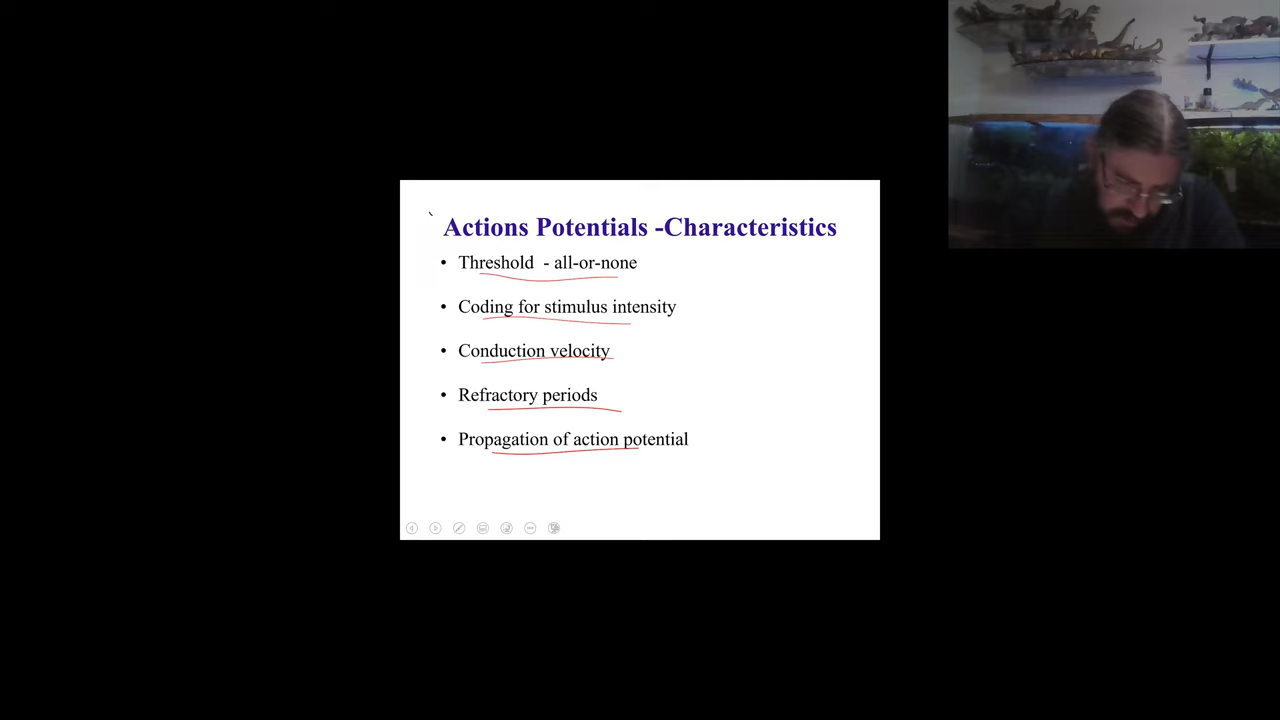 Actions Potentials -Characteristics
• Threshold - all-or-none
• Coding for stimulus intensity
• Conduction velocity
• Refractory periods
• Propagation of action potential